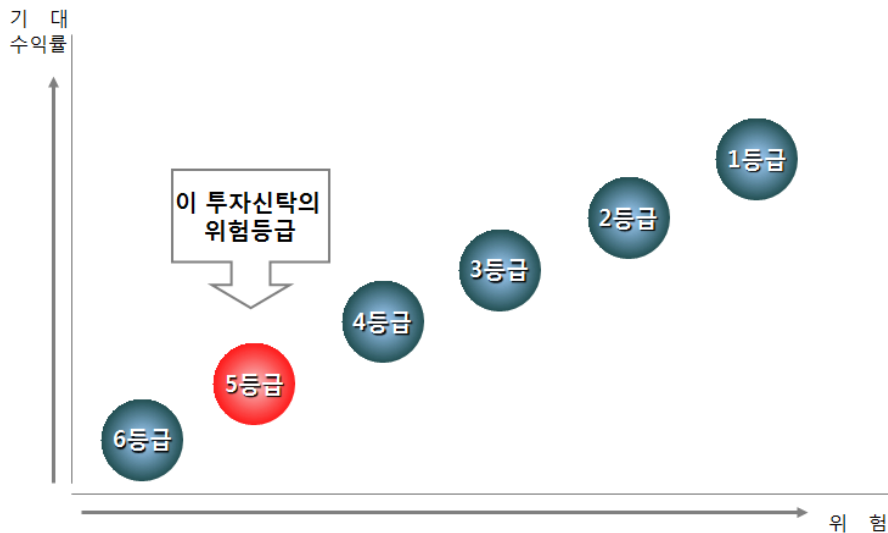 기 대
수익률
이 투자신탁의
위험등급
1등급
2등급
3등급
4등급
5등급
6등급
위 험